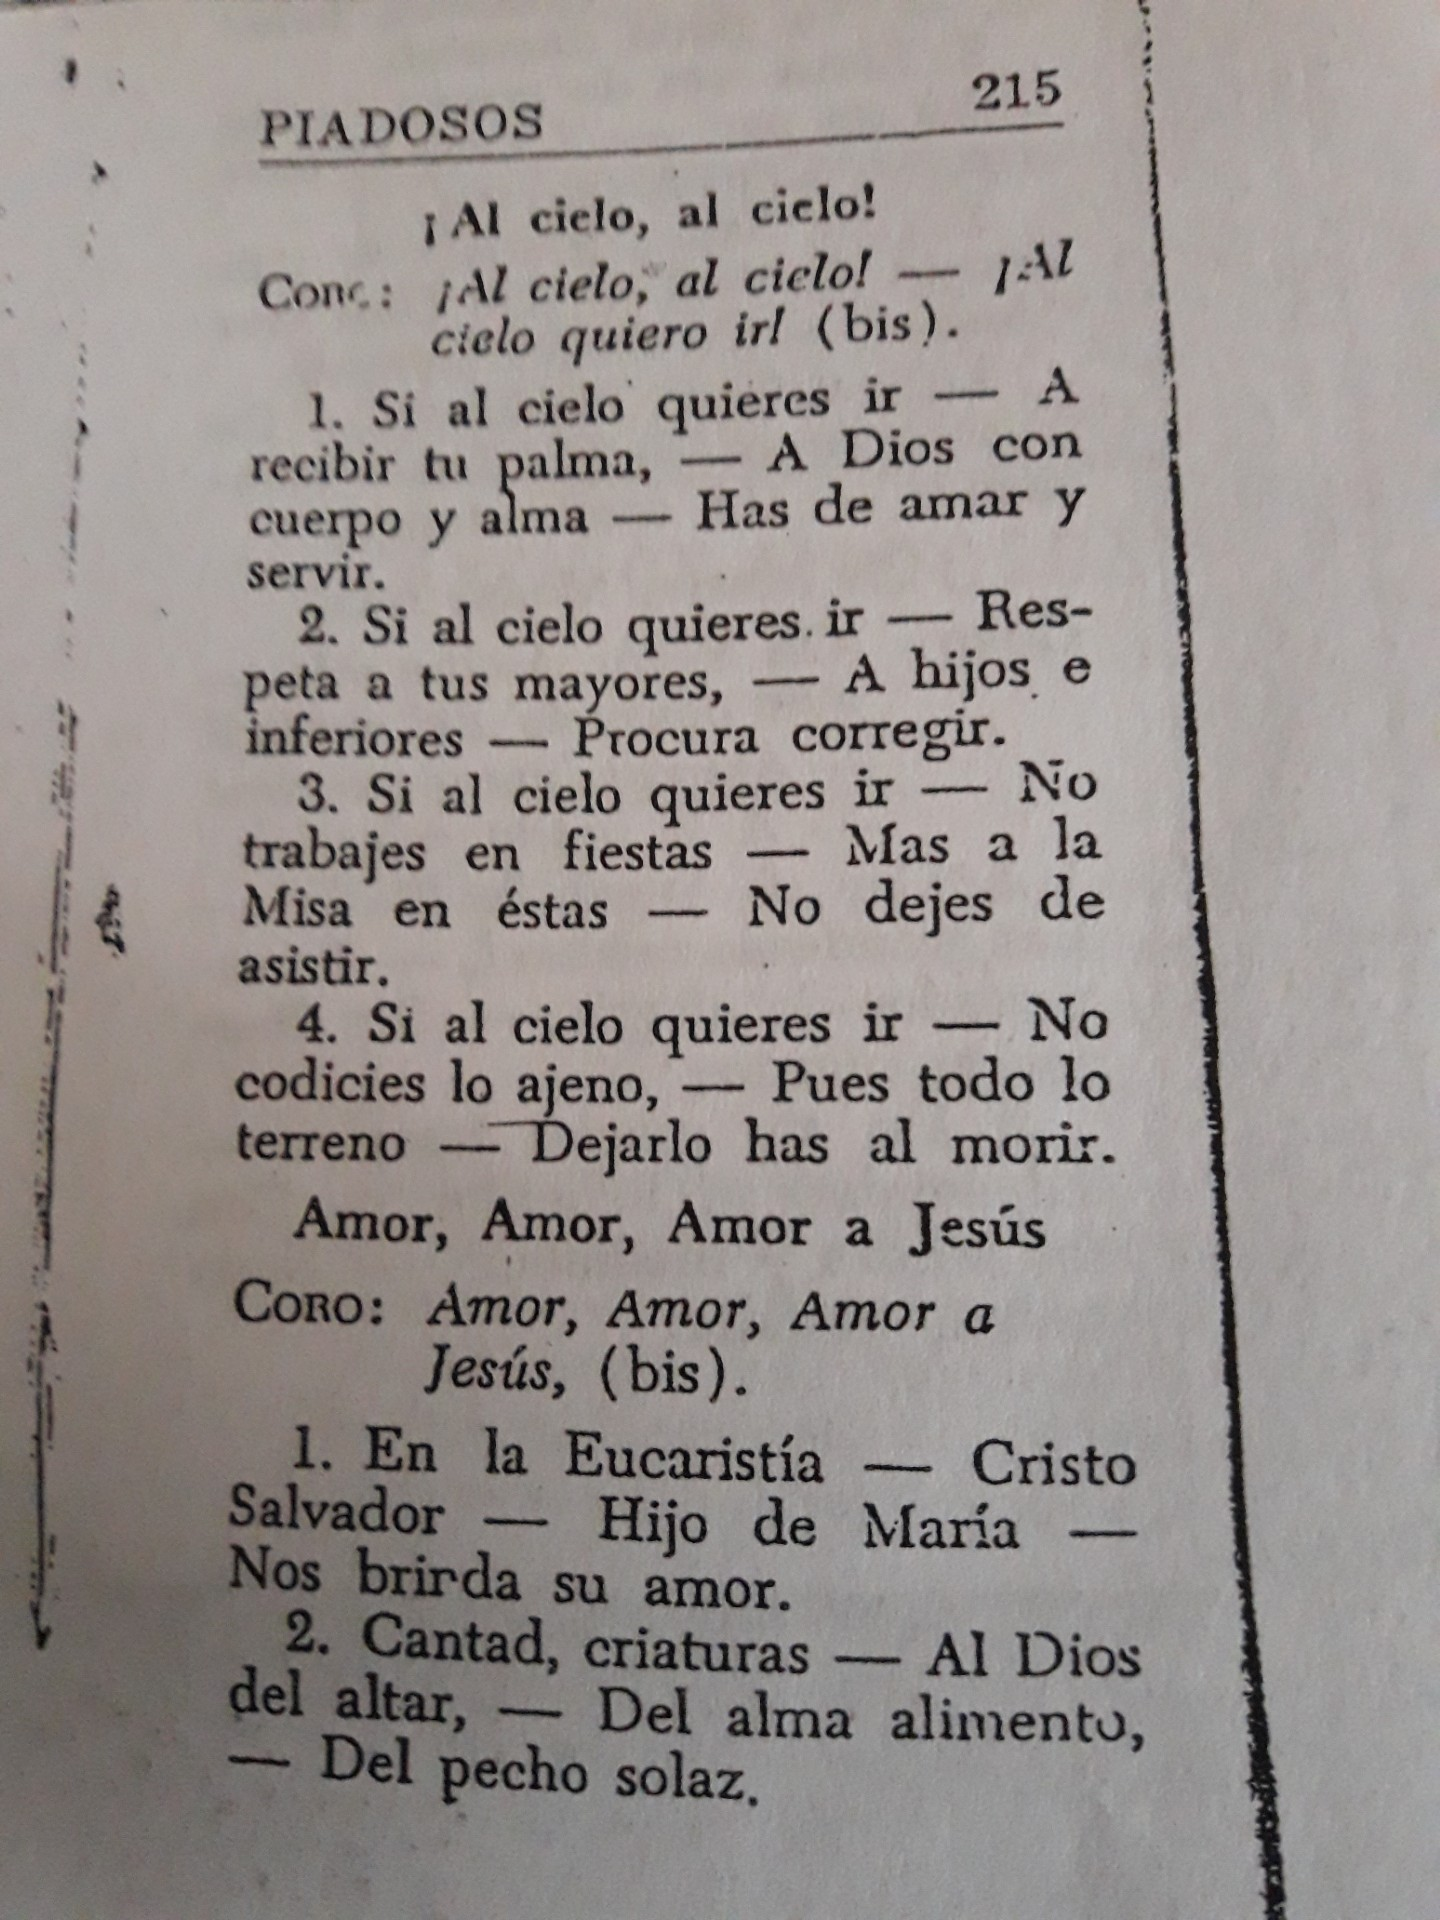 PIADOSOS 215
¡Al cielo, al cielo!
Coro: ¡Al cielo, al cielo! — ¡Al
cielo quiero ir! (bis).
1. Si al cielo quieres ir — A
recibir tu palma, — A Dios con
cuerpo y alma — Has de amar y
servir.
2. Si al cielo quieres ir — Res-
peta a tus mayores, — A hijos e
inferiores — Procura corregir.
3. Si al cielo quieres ir — No
trabajes en fiestas — Mas a la
Misa en éstas — No dejes de
asistir.
4. Si al cielo quieres ir — No
codicies lo ajeno, — Pues todo lo
terreno — Dejarlo has al morir.
Amor, Amor, Amor a Jesús
CORO: Amor, Amor, Amor a
Jesús, (bis).
1. En la Eucaristía — Cristo
Salvador — Hijo de María —
Nos brinda su amor.
2. Cantad, criaturas — Al Dios
del altar, — Del alma alimento,
— Del pecho solaz.